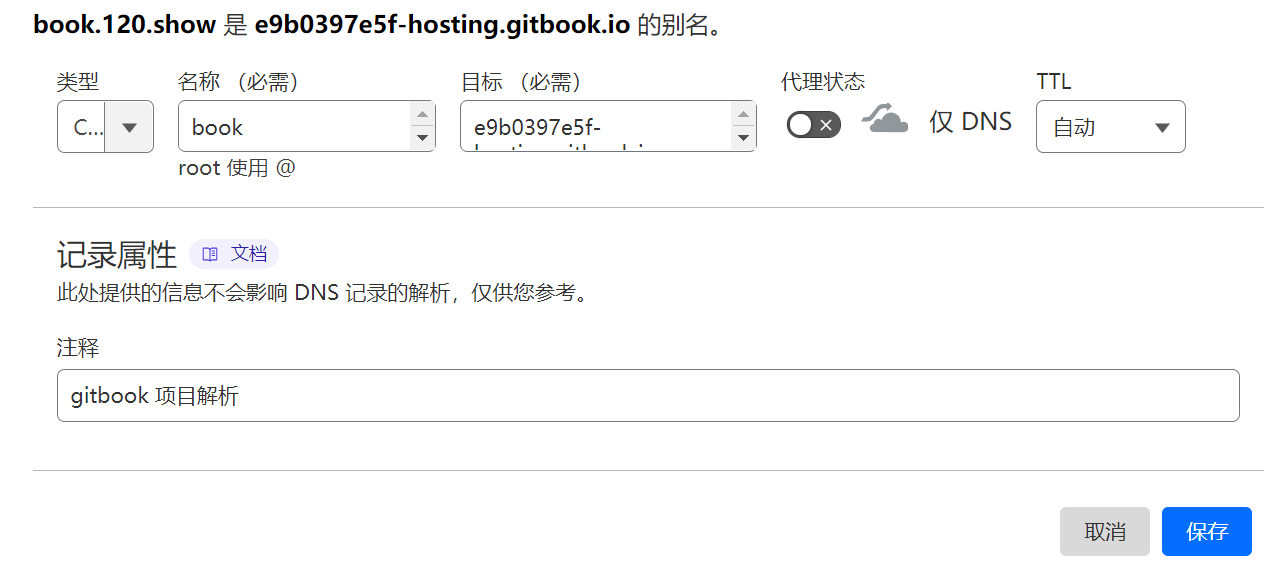 book.120.show 是 e9b0397e5f-hosting.gitbook.io 的别名。
类型 名称 （必需） 目标 （必需） 代理状态 TTL
C... book e9b0397e5f- 仅 DNS 自动
root 使用 @
记录属性 文档
此处提供的信息不会影响 DNS 记录的解析，仅供您参考。
注释
gitbook 项目解析
取消 保存